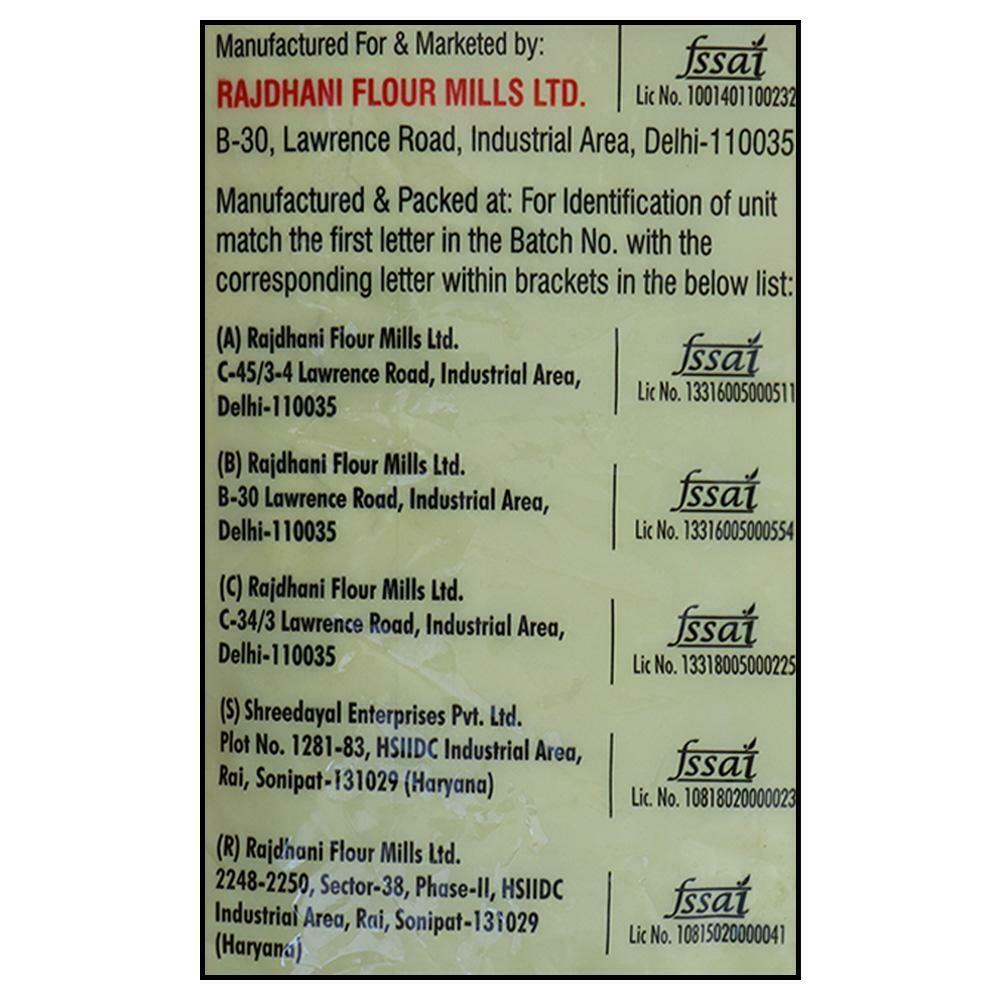 Manufactured For & Marketed by:
RAJDHANI FLOUR MILLS LTD.
fssai
Lic No. 1001401100232
B-30, Lawrence Road, Industrial Area, Delhi-110035
Manufactured & Packed at: For Identification of unit
match the first letter in the Batch No. with the
corresponding letter within brackets in the below list:
(A) Rajdhani Flour Mills Ltd.
C-45/3-4 Lawrence Road, Industrial Area,
Delhi-110035
fssai
Lic No. 13316005000511
(B) Rajdhani Flour Mills Ltd.
B-30 Lawrence Road, Industrial Area,
Delhi-110035
fssai
Lic No. 13316005000554
(C) Rajdhani Flour Mills Ltd.
C-34/3 Lawrence Road, Industrial Area,
Delhi-110035
fssai
Lic No. 13318005000225
(S) Shreedayal Enterprises Pvt. Ltd.
Plot No. 1281-83, HSIIDC Industrial Area,
Rai, Sonipat-131029 (Haryana)
fssai
Lic. No. 10818020000023
(R) Rajdhani Flour Mills Ltd.
2248-2250, Sector-38, Phase-II, HSIIDC
Industrial Area, Rai, Sonipat-131029
(Haryana)
fssai
Lic No. 10815020000041